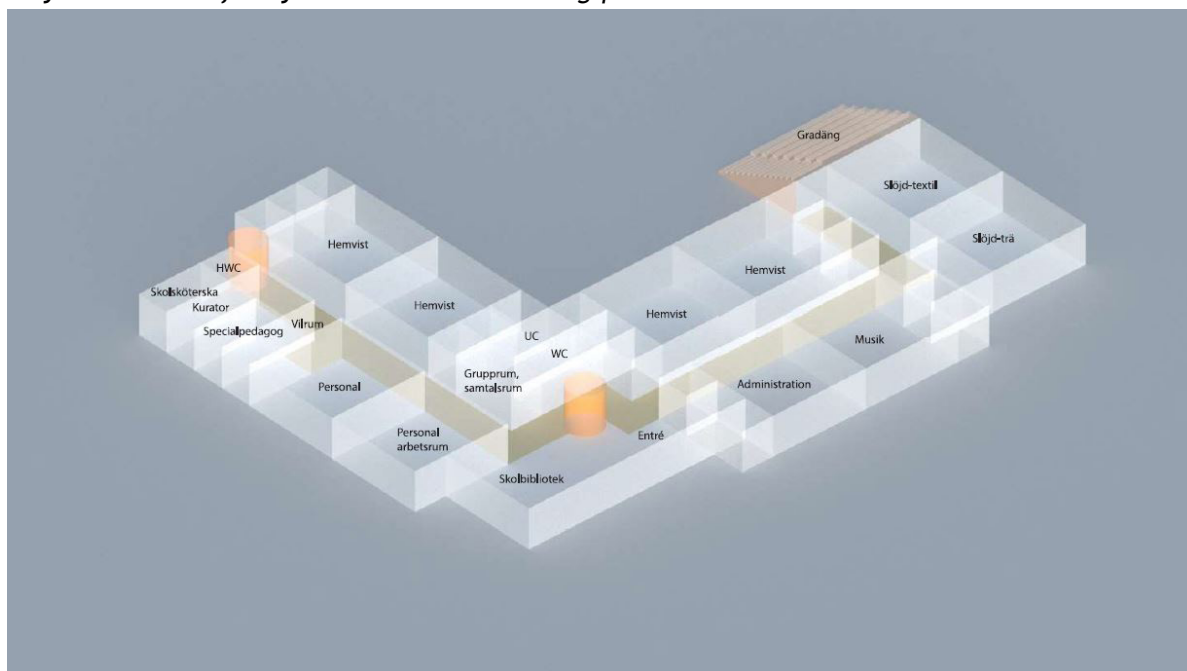 Gradäng
Slöjd-textil
Slöjd-trä
Hemvist
HWC
Hemvist
Skolsköterska
Kurator
Hemvist
Vilrum
Hemvist
Specialpedagog
UC
WC
Musik
Grupprum,
samtalsrum
Personal
Administration
Personal
arbetsrum
Entré
Skolbibliotek